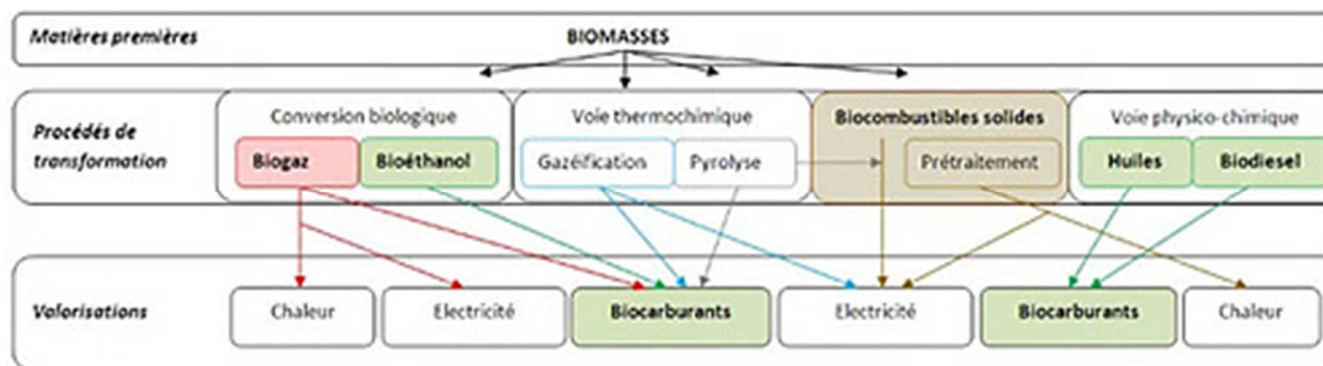 Matières premières
BIOMASSES
Procédés de
transformation
Conversion biologique
Biogaz
Bioéthanol
Voie thermochimique
Gazéification
Pyrolyse
Biocombustibles solides
Prétraitement
Voie physico-chimique
Huiles
Biodiesel
Valorisations
Chaleur
Electricité
Biocarburants
Electricité
Biocarburants
Chaleur